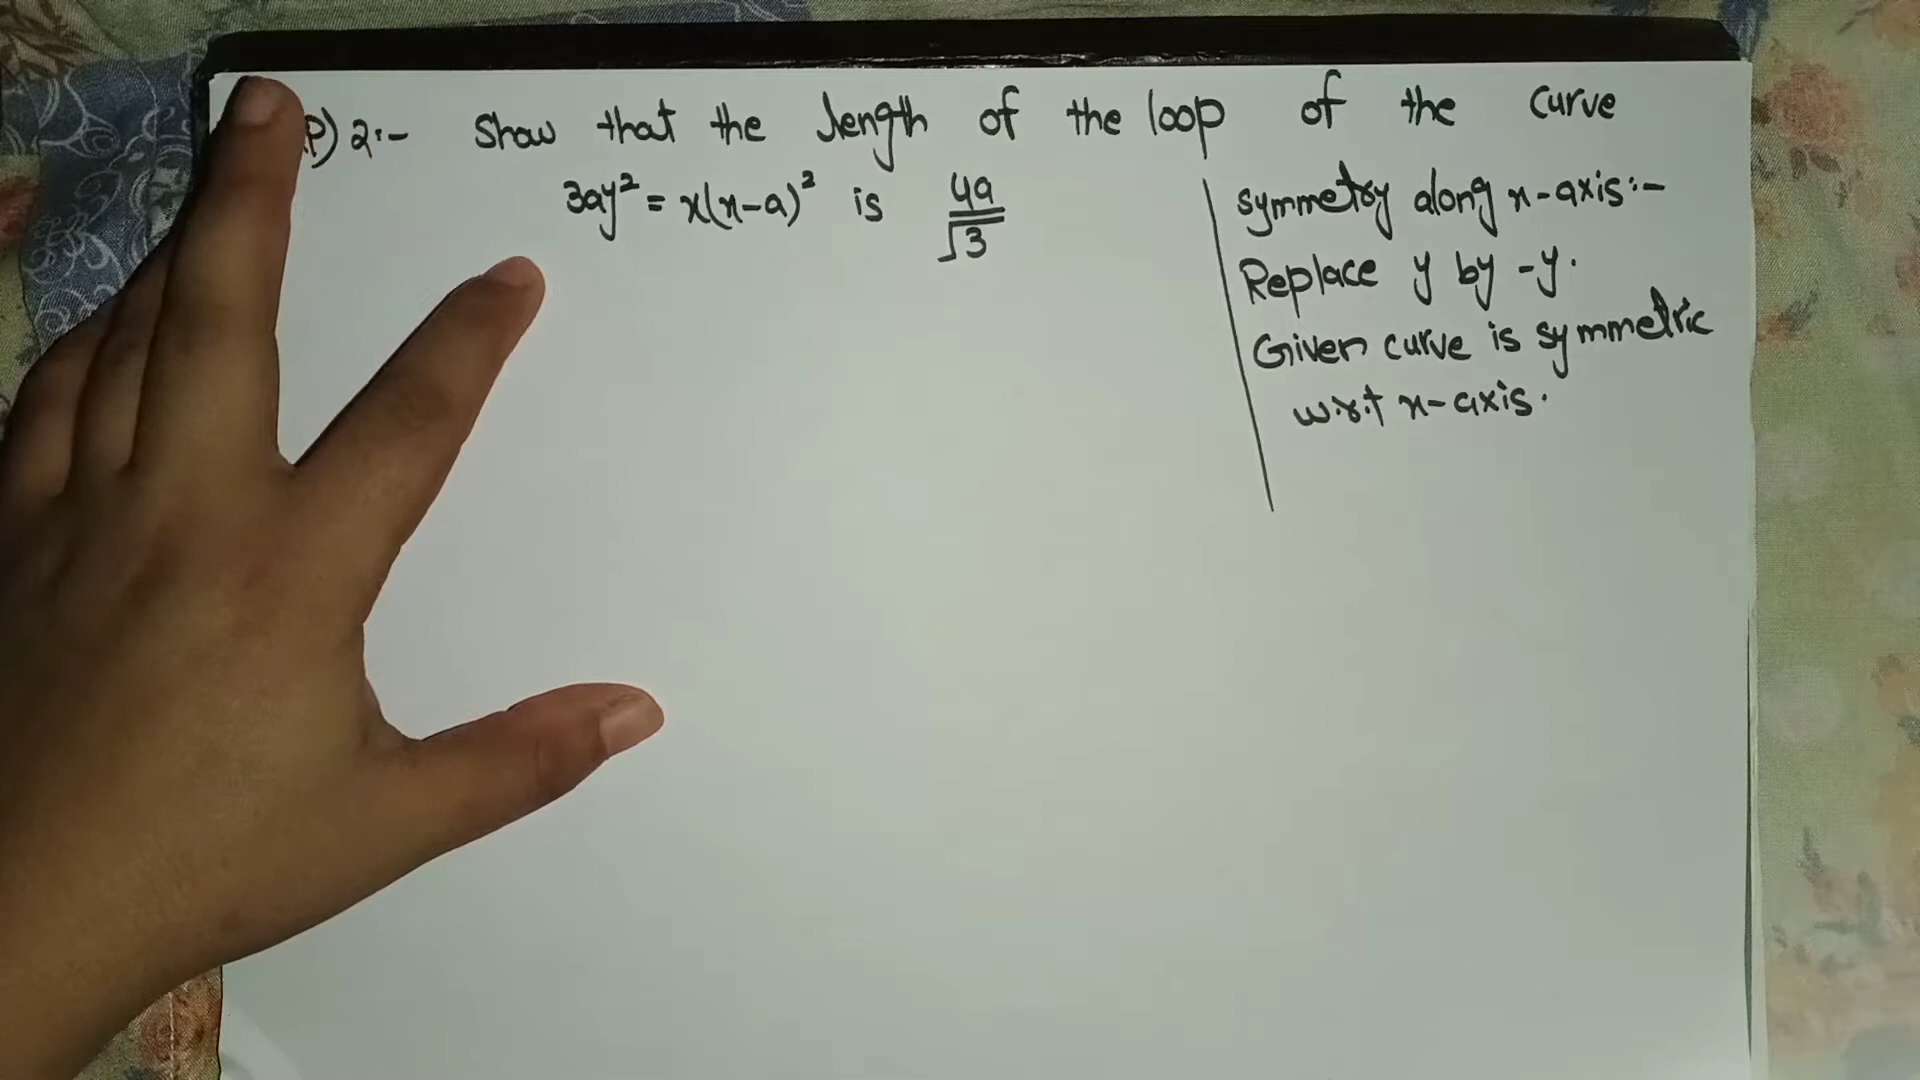 P) 2:- Show that the length of the loop of the curve
3ay² = x(x-a)² is 4a/√3
symmetry along x-axis:-
Replace y by -y.
Given curve is symmetric
w.r.t x-axis.